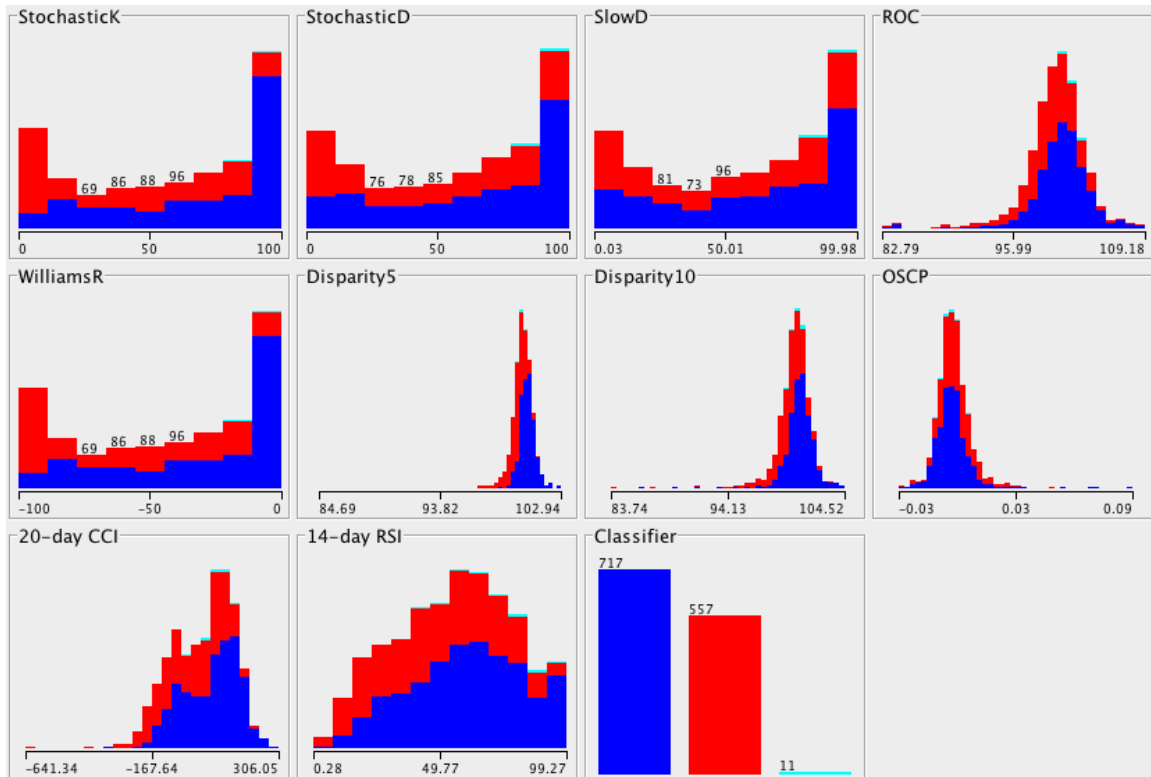 StochasticK
StochasticD
SlowD
ROC
69 86 88 96
76 78 85
81 73 96
0 50 100
0 50 100
0.03 50.01 99.98
82.79 95.99 109.18
WilliamsR
Disparity5
Disparity10
OSCP
69 86 88 96
-100 -50 0
84.69 93.82 102.94
83.74 94.13 104.52
-0.03 0.03 0.09
20-day CCI
14-day RSI
Classifier
717
557
11
-641.34 -167.64 306.05
0.28 49.77 99.27